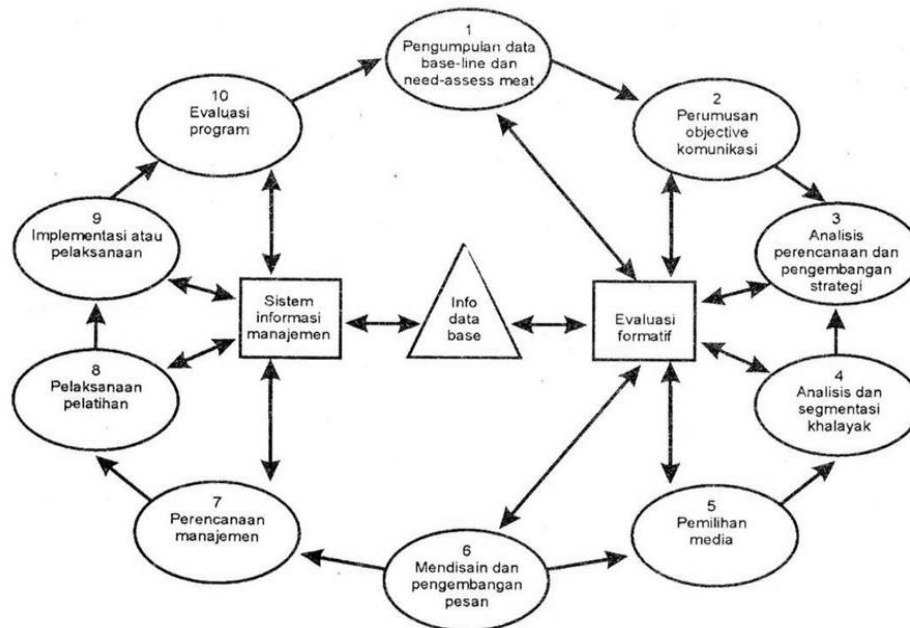 1
Pengumpulan data
base-line dan
need-assess meat
2
Perumusan
objective
komunikasi
3
Analisis
perencanaan dan
pengembangan
strategi
4
Analisis dan
segmentasi
khalayak
5
Pemilihan
media
6
Mendisain dan
pengembangan
pesan
7
Perencanaan
manajemen
8
Pelaksanaan
pelatihan
9
Implementasi atau
pelaksanaan
10
Evaluasi
program
Sistem
informasi
manajemen
Info
data
base
Evaluasi
formatif